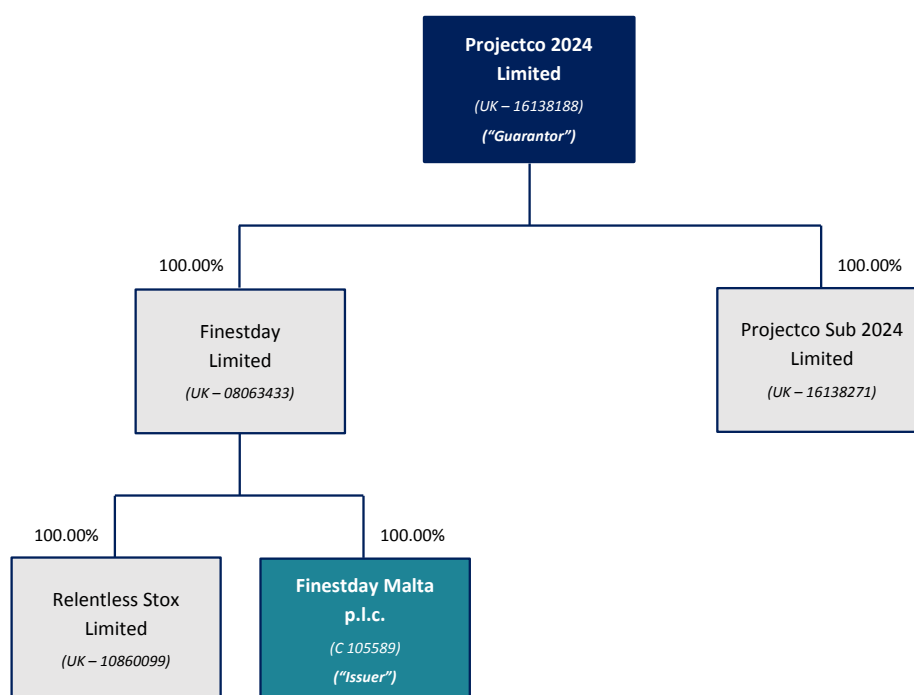 Projectco 2024
Limited
(UK – 16138188)
(“Guarantor”)
100.00%
100.00%
Finestday
Limited
(UK – 08063433)
Projectco Sub 2024
Limited
(UK – 16138271)
100.00%
100.00%
Relentless Stox
Limited
(UK – 10860099)
Finestday Malta
p.l.c.
(C 105589)
(“Issuer”)